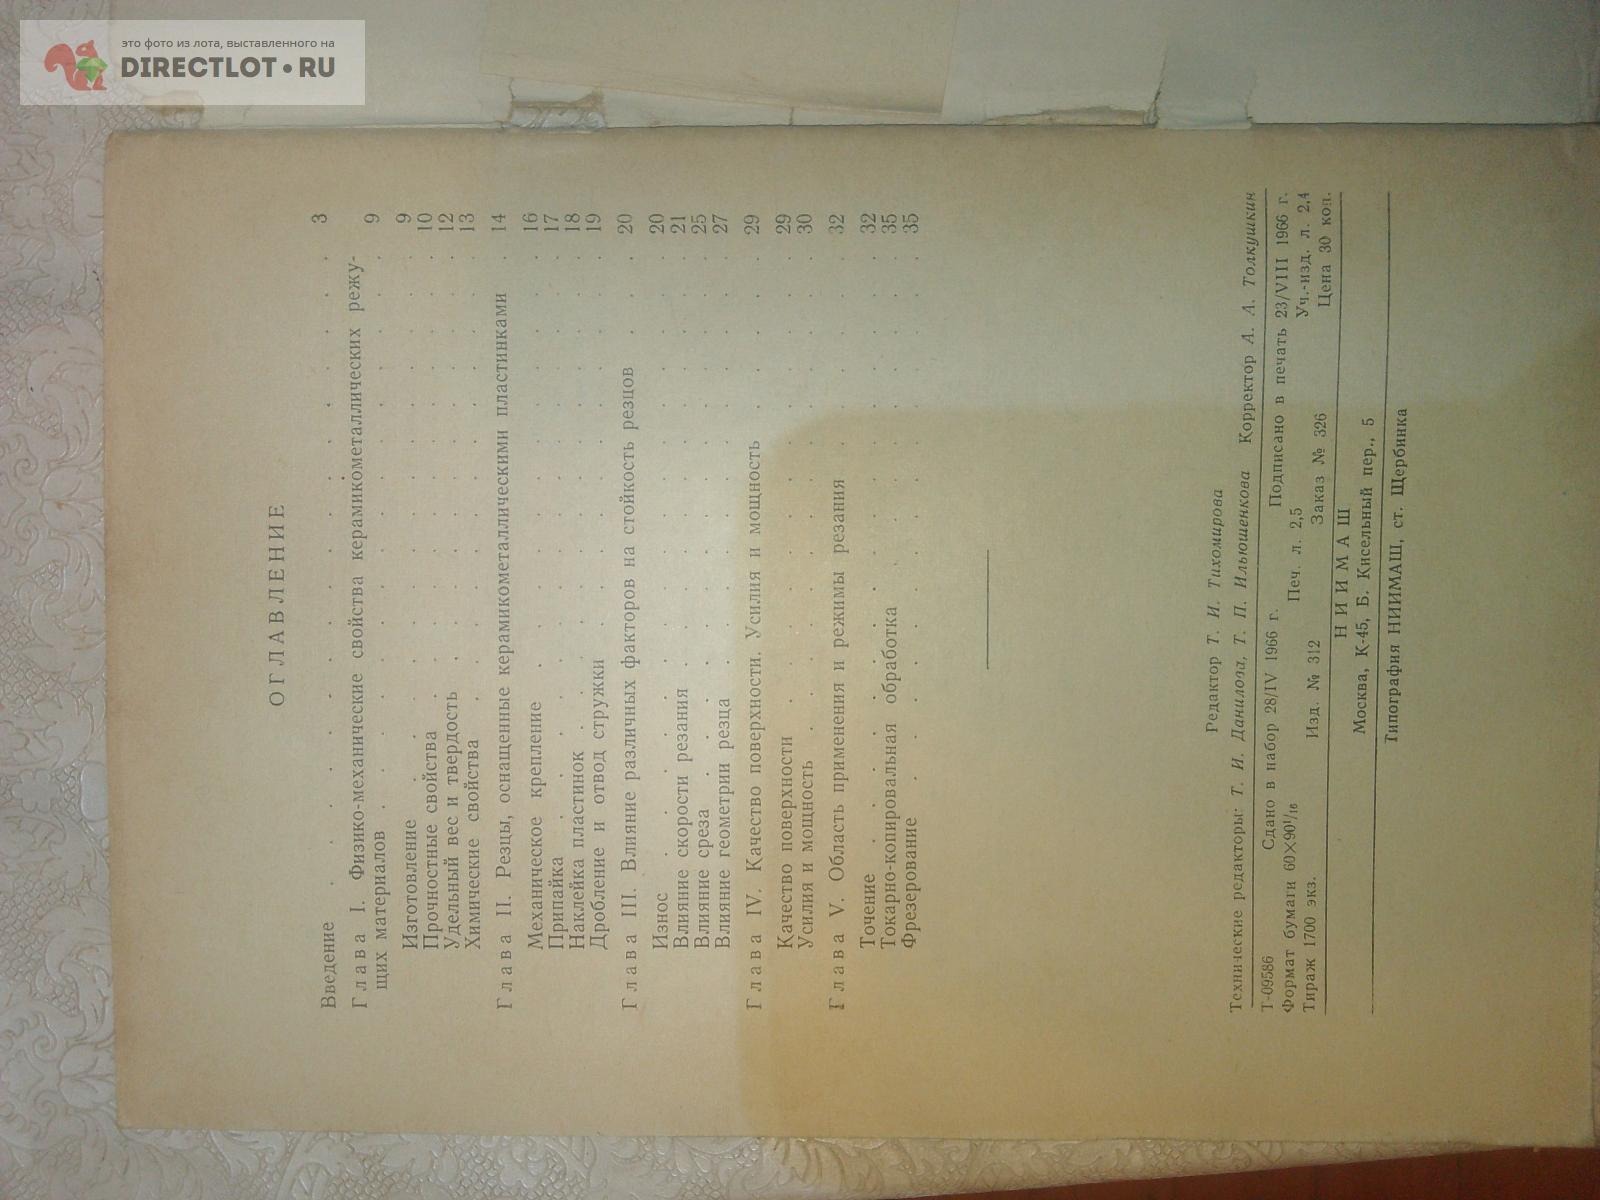 это фото из лота, выставленного на
DIRECTLOT•RU
ОГЛАВЛЕНИЕ
Введение . . . . . . . . . . . 3
Глава I. Физико-механические свойства керамикометаллических режу-
щих материалов . . . . . . . . . 9
Изготовление . . . . . . . . 9
Прочностные свойства . . . . . . . 10
Удельный вес и твердость . . . . . . . 12
Химические свойства . . . . . . . 13
Глава II. Резцы, оснащенные керамикометаллическими пластинками . 14
Механическое крепление . . . . . . . 16
Припайка . . . . . . . . . 17
Наклейка пластинок . . . . . . . . 18
Дробление и отвод стружки . . . . . . 19
Глава III. Влияние различных факторов на стойкость резцов . . 20
Износ . . . . . . . . . 20
Влияние скорости резания . . . . . . . 21
Влияние среза . . . . . . . . 25
Влияние геометрии резца . . . . . . . 27
Глава IV. Качество поверхности. Усилия и мощность . . . 29
Качество поверхности . . . . . . . 29
Усилия и мощность . . . . . . . . 30
Глава V. Область применения и режимы резания . . . . 32
Точение . . . . . . . . . 32
Токарно-копировальная обработка . . . . . . 35
Фрезерование . . . . . . . . 35
Редактор Т. И. Тихомирова
Технические редакторы: Т. И. Данилова, Т. П. Ильюшенкова Корректор А. А. Толкушкин
Т-09586 Сдано в набор 28/IV 1966 г. Подписано в печать 23/VIII 1966 г.
Формат бумаги 60×90¹/₁₆ Печ. л. 2,5 Уч.-изд. л. 2,4
Тираж 1700 экз. Изд. № 312 Заказ № 326 Цена 30 коп.
НИИМАШ
Москва, К-45, Б. Кисельный пер., 5
Типография НИИМАШ, ст. Щербинка